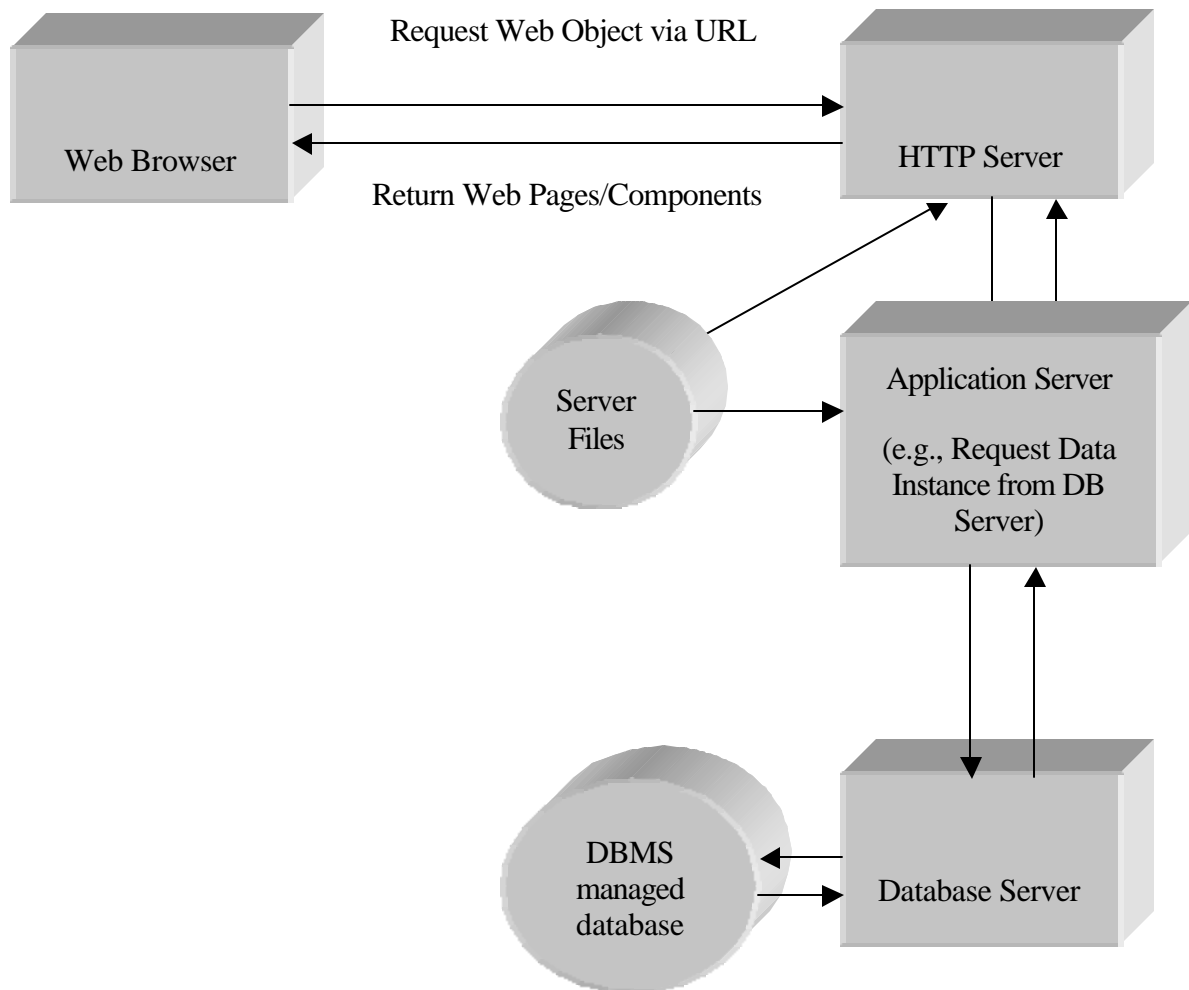 Request Web Object via URL
Web Browser
HTTP Server
Return Web Pages/Components
Server
Files
Application Server
(e.g., Request Data
Instance from DB
Server)
DBMS
managed
database
Database Server